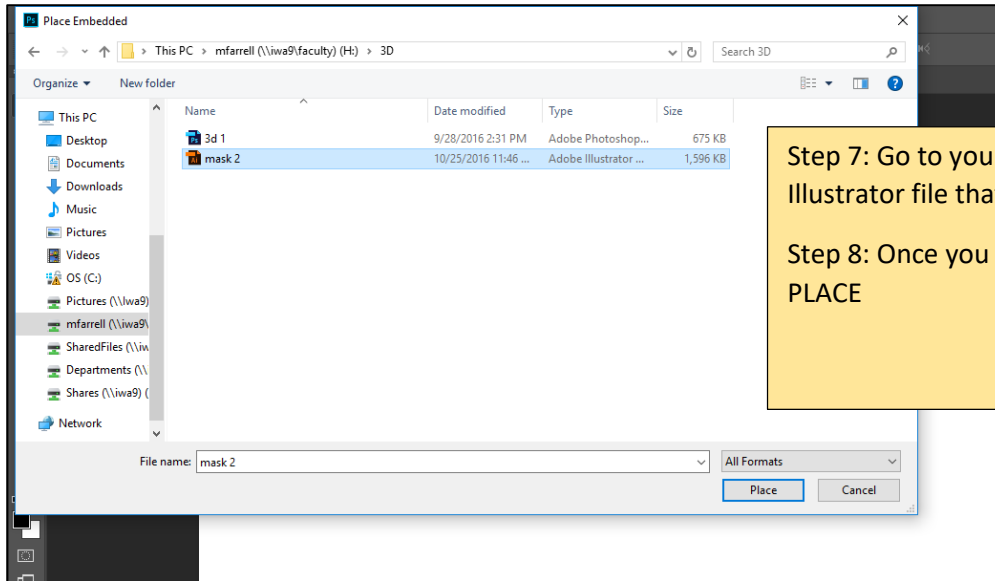 Ps Place Embedded
This PC > mfarrell (\\iwa9\faculty) (H:) > 3D
Search 3D
Organize
New folder
?
Name
Date modified
Type
Size
This PC
Desktop
Documents
Downloads
Music
Pictures
Videos
OS (C:)
Pictures (\\Iwa9)
mfarrell (\\iwa9\
SharedFiles (\\iw
Departments (\\
Shares (\\iwa9) (
Network
Ps 3d 1 9/28/2016 2:31 PM Adobe Photoshop... 675 KB
Ai mask 2 10/25/2016 11:46 ... Adobe Illustrator ... 1,596 KB
File name: mask 2
All Formats
Place
Cancel
Step 7: Go to you
Illustrator file tha
Step 8: Once you
PLACE